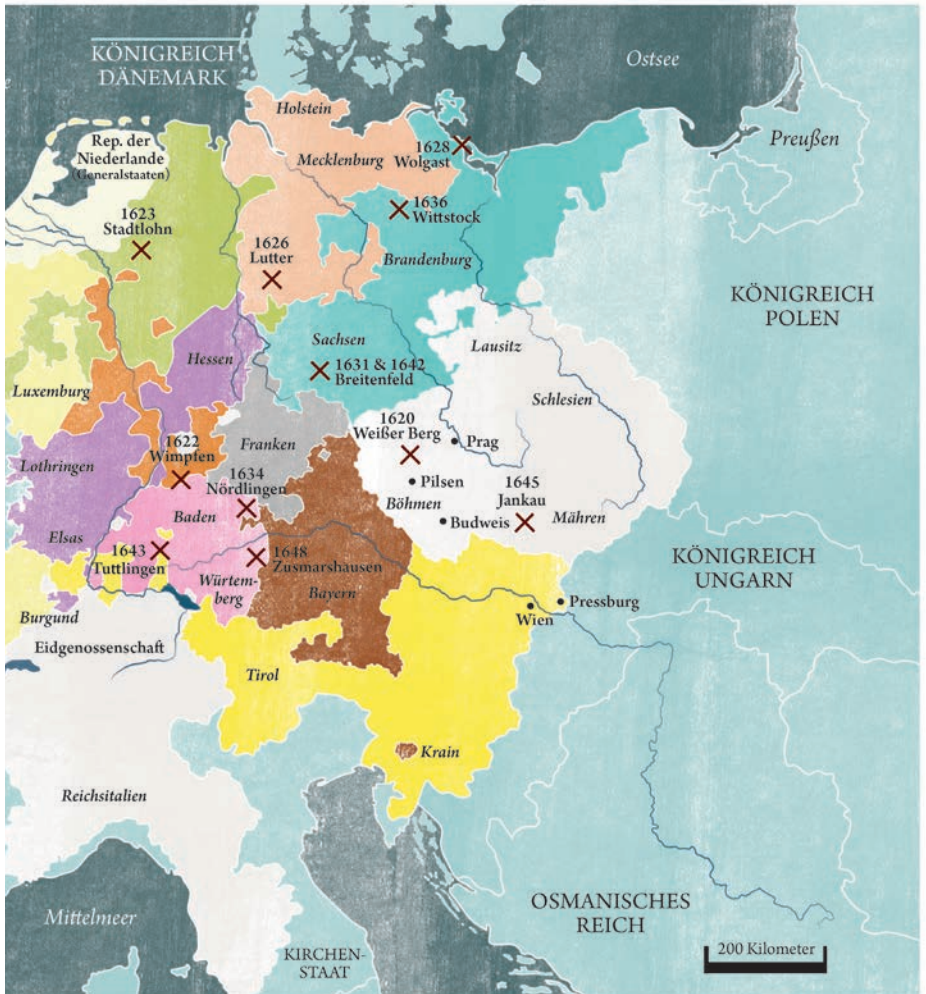 KÖNIGREICH
DÄNEMARK
Ostsee
Holstein
Rep. der
Niederlande
(Generalstaaten)
Mecklenburg
1628
Wolgast
Preußen
1623
Stadtlohn
1636
Wittstock
1626
Lutter
Brandenburg
KÖNIGREICH
POLEN
Sachsen
Lausitz
Hessen
1631 & 1642
Breitenfeld
Luxemburg
Schlesien
1620
Weißer Berg
Prag
Franken
1622
Wimpfen
Lothringen
1634
Nördlingen
Pilsen
1645
Jankau
Böhmen
Baden
Budweis
Mähren
Elsas
1643
Tuttlingen
1648
Zusmarshausen
KÖNIGREICH
UNGARN
Würtem-
berg
Bayern
Pressburg
Wien
Burgund
Eidgenossenschaft
Tirol
Krain
Reichsitalien
OSMANISCHES
REICH
Mittelmeer
KIRCHEN-
STAAT
200 Kilometer